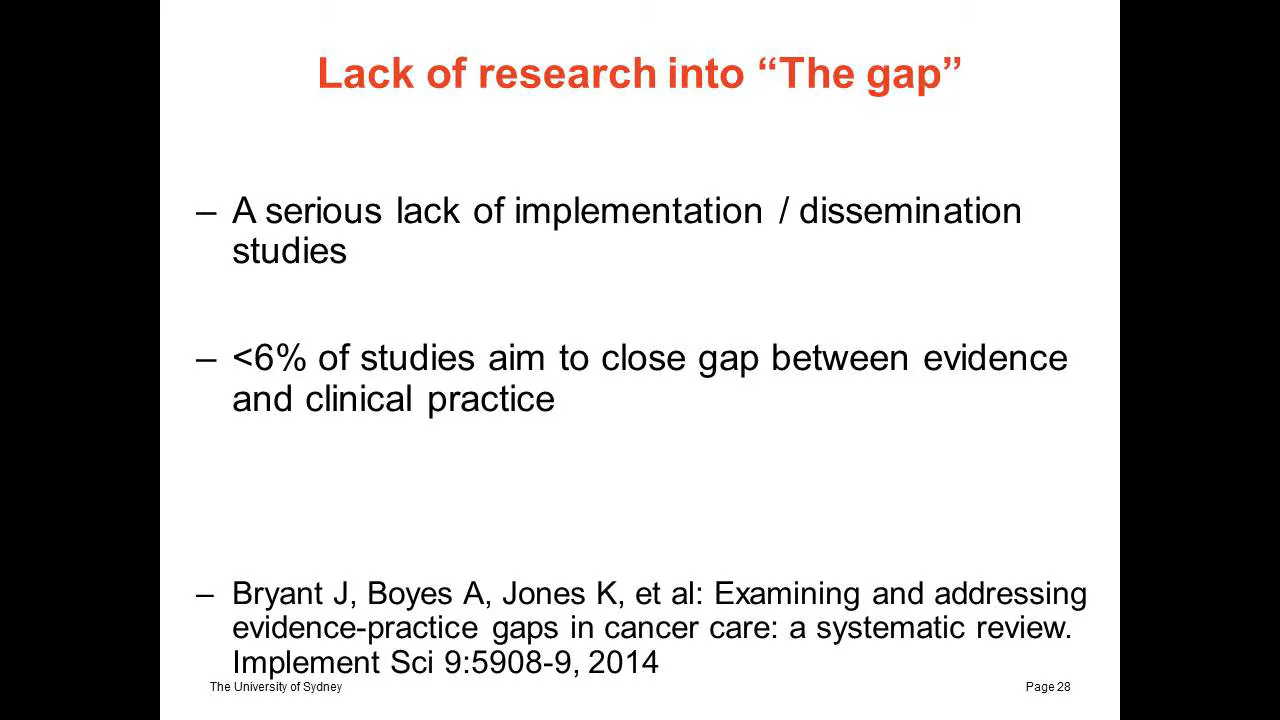 Lack of research into “The gap”
– A serious lack of implementation / dissemination
studies
– <6% of studies aim to close gap between evidence
and clinical practice
– Bryant J, Boyes A, Jones K, et al: Examining and addressing
evidence-practice gaps in cancer care: a systematic review.
Implement Sci 9:5908-9, 2014
The University of Sydney
Page 28